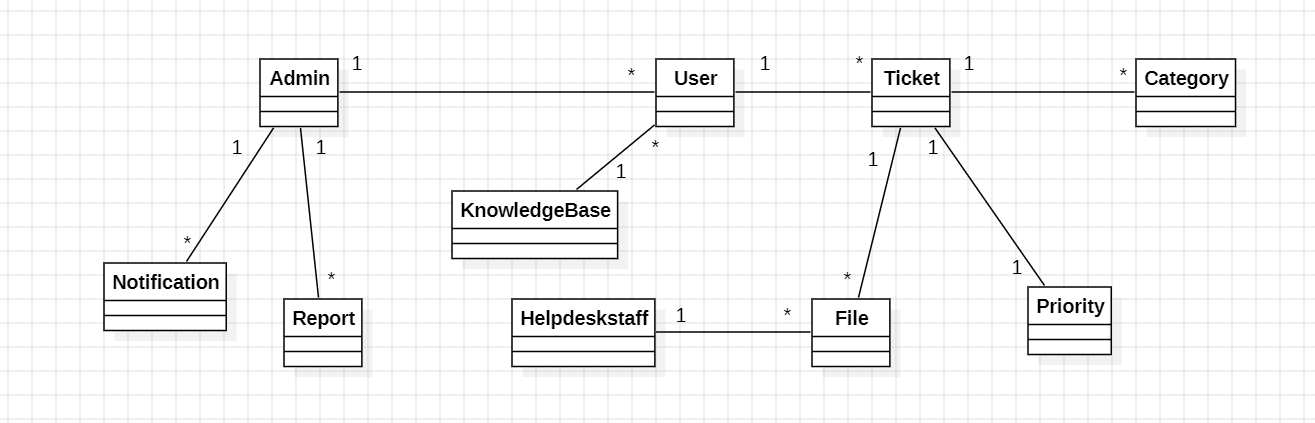 1 * 1 * 1 *
Admin User Ticket Category
1 1 * 1 1 1
KnowledgeBase
* * * 1
Notification Report Helpdeskstaff 1 * File Priority